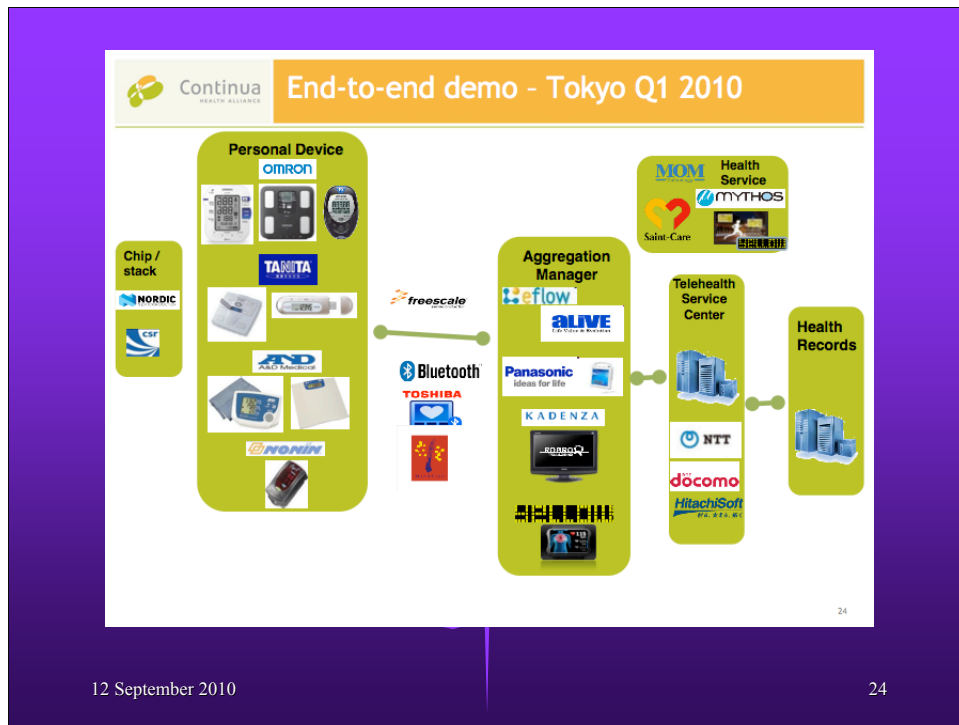 Continua
HEALTH ALLIANCE
End-to-end demo – Tokyo Q1 2010
Chip /
stack
NORDIC
CSR
Personal Device
OMRON
TANITA
A&D Medical
NONIN
freescale
Bluetooth
TOSHIBA
Aggregation
Manager
eflow
ALIVE
Panasonic
ideas for life
KADENZA
MOM
Health
Service
MYTHOS
Saint-Care
Telehealth
Service
Center
NTT
docomo
HitachiSoft
Health
Records
24
12 September 2010
24